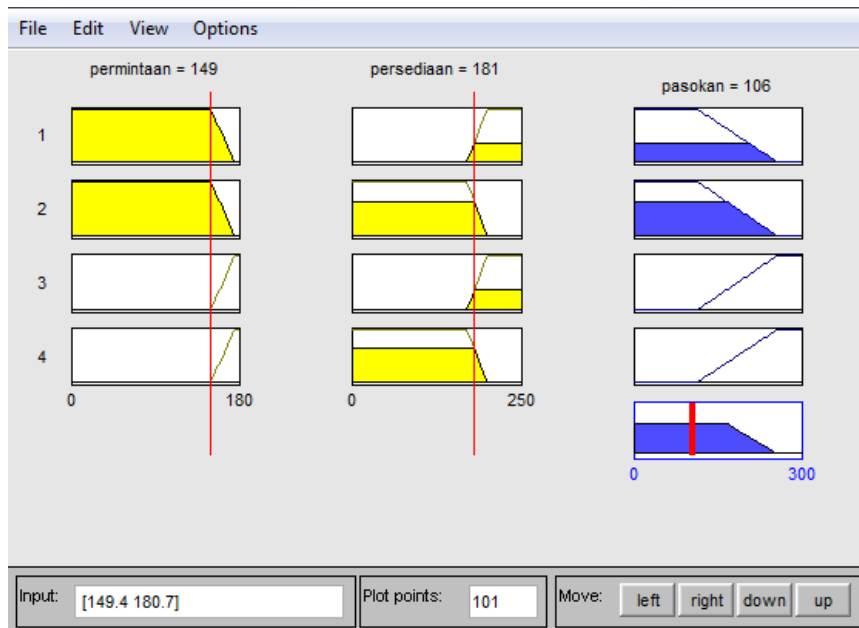 File Edit View Options
permintaan = 149 persediaan = 181 pasokan = 106
1
2
3
4
0 180 0 250
0 300
Input: [149.4 180.7] Plot points: 101 Move: left right down up